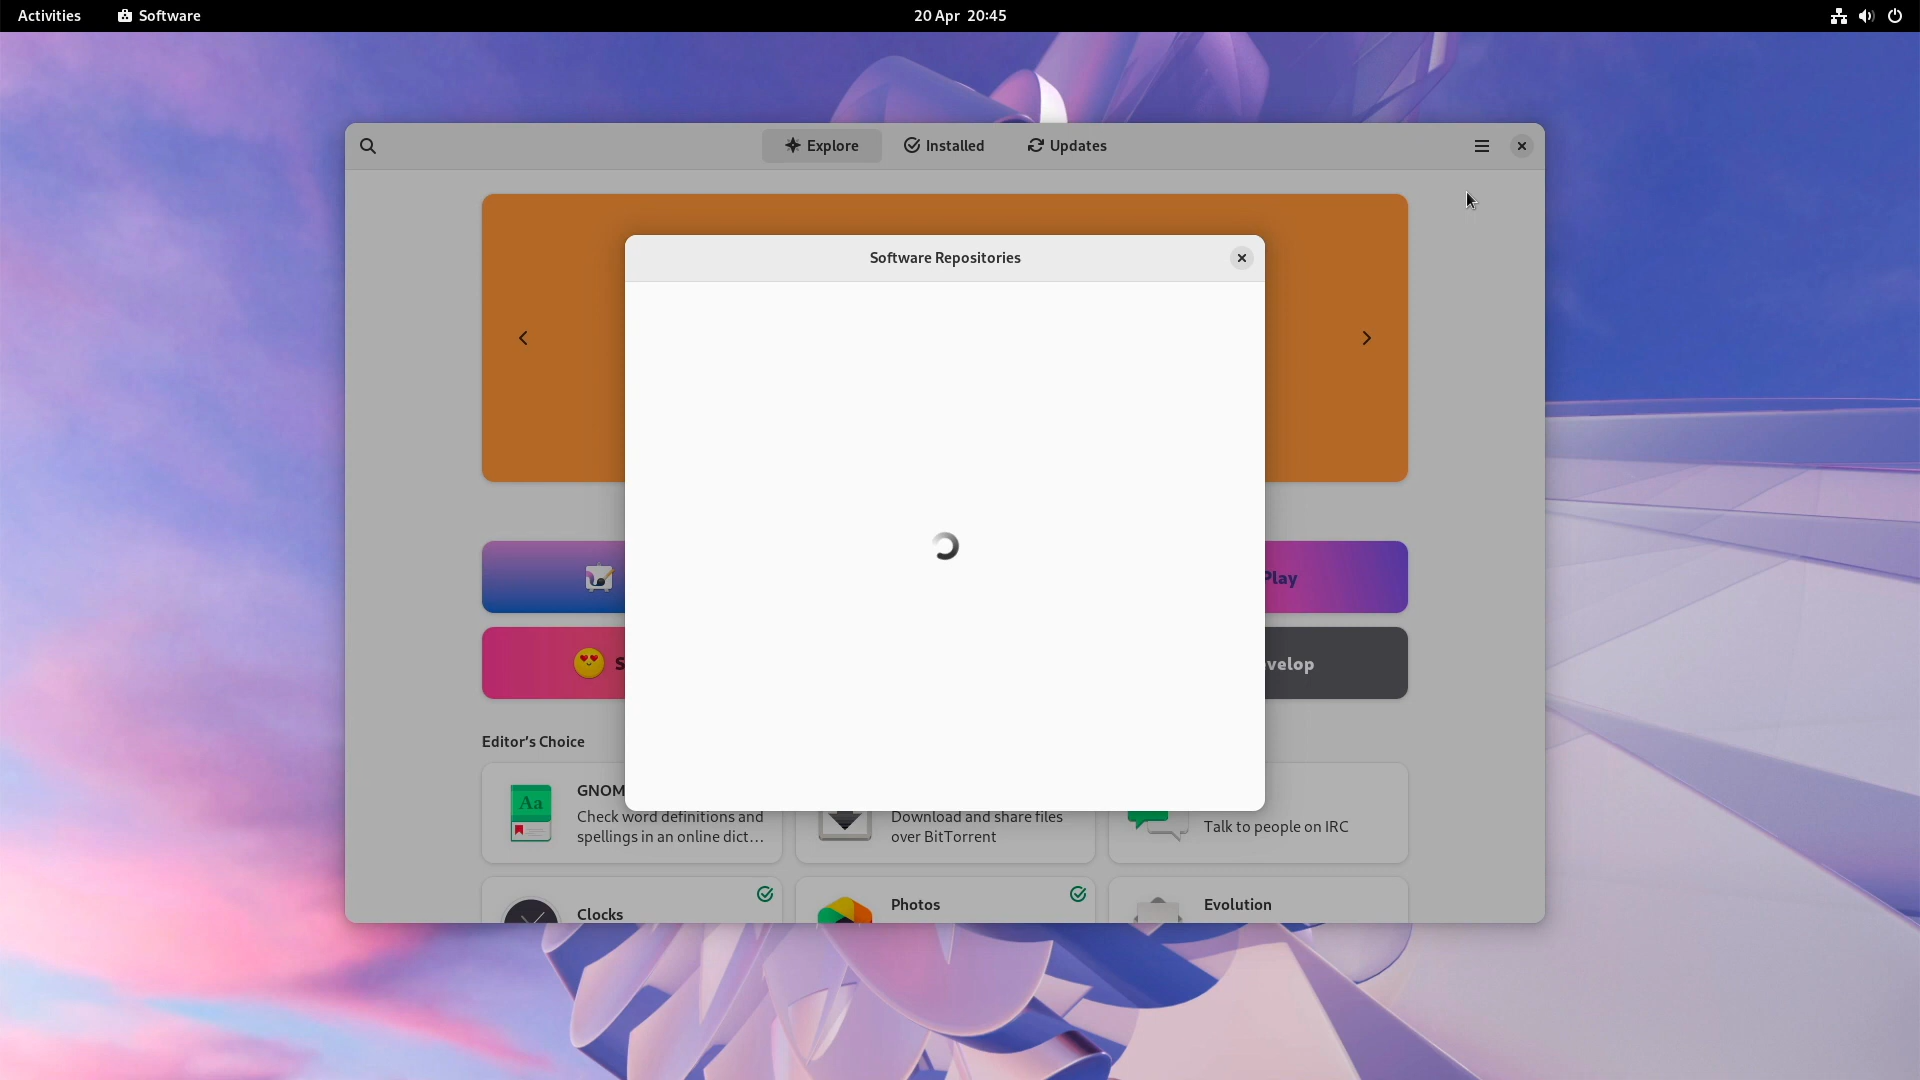 Activities Software 20 Apr 20:45
Explore Installed Updates
Software Repositories
Play
S velop
Editor's Choice
GNOM
Check word definitions and
spellings in an online dict…
Download and share files
over BitTorrent
Talk to people on IRC
Clocks
Photos
Evolution